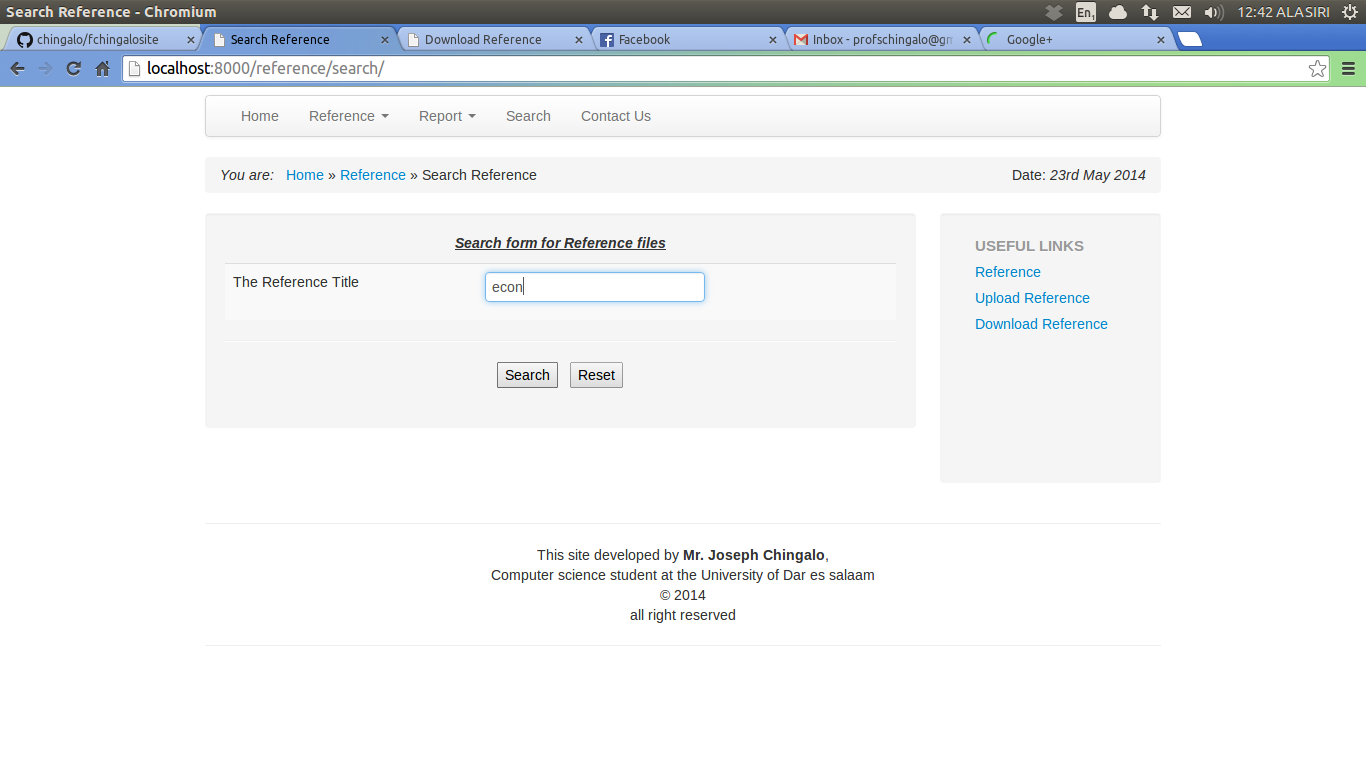 Search Reference - Chromium
En1
12:42 ALASIRI
chingalo/fchingalosite
Search Reference
Download Reference
Facebook
Inbox - profschingalo@gm
Google+
localhost:8000/reference/search/
Home Reference Report Search Contact Us
You are: Home » Reference » Search Reference
Date: 23rd May 2014
Search form for Reference files
The Reference Title
econ
Search Reset
USEFUL LINKS
Reference
Upload Reference
Download Reference
This site developed by Mr. Joseph Chingalo,
Computer science student at the University of Dar es salaam
© 2014
all right reserved